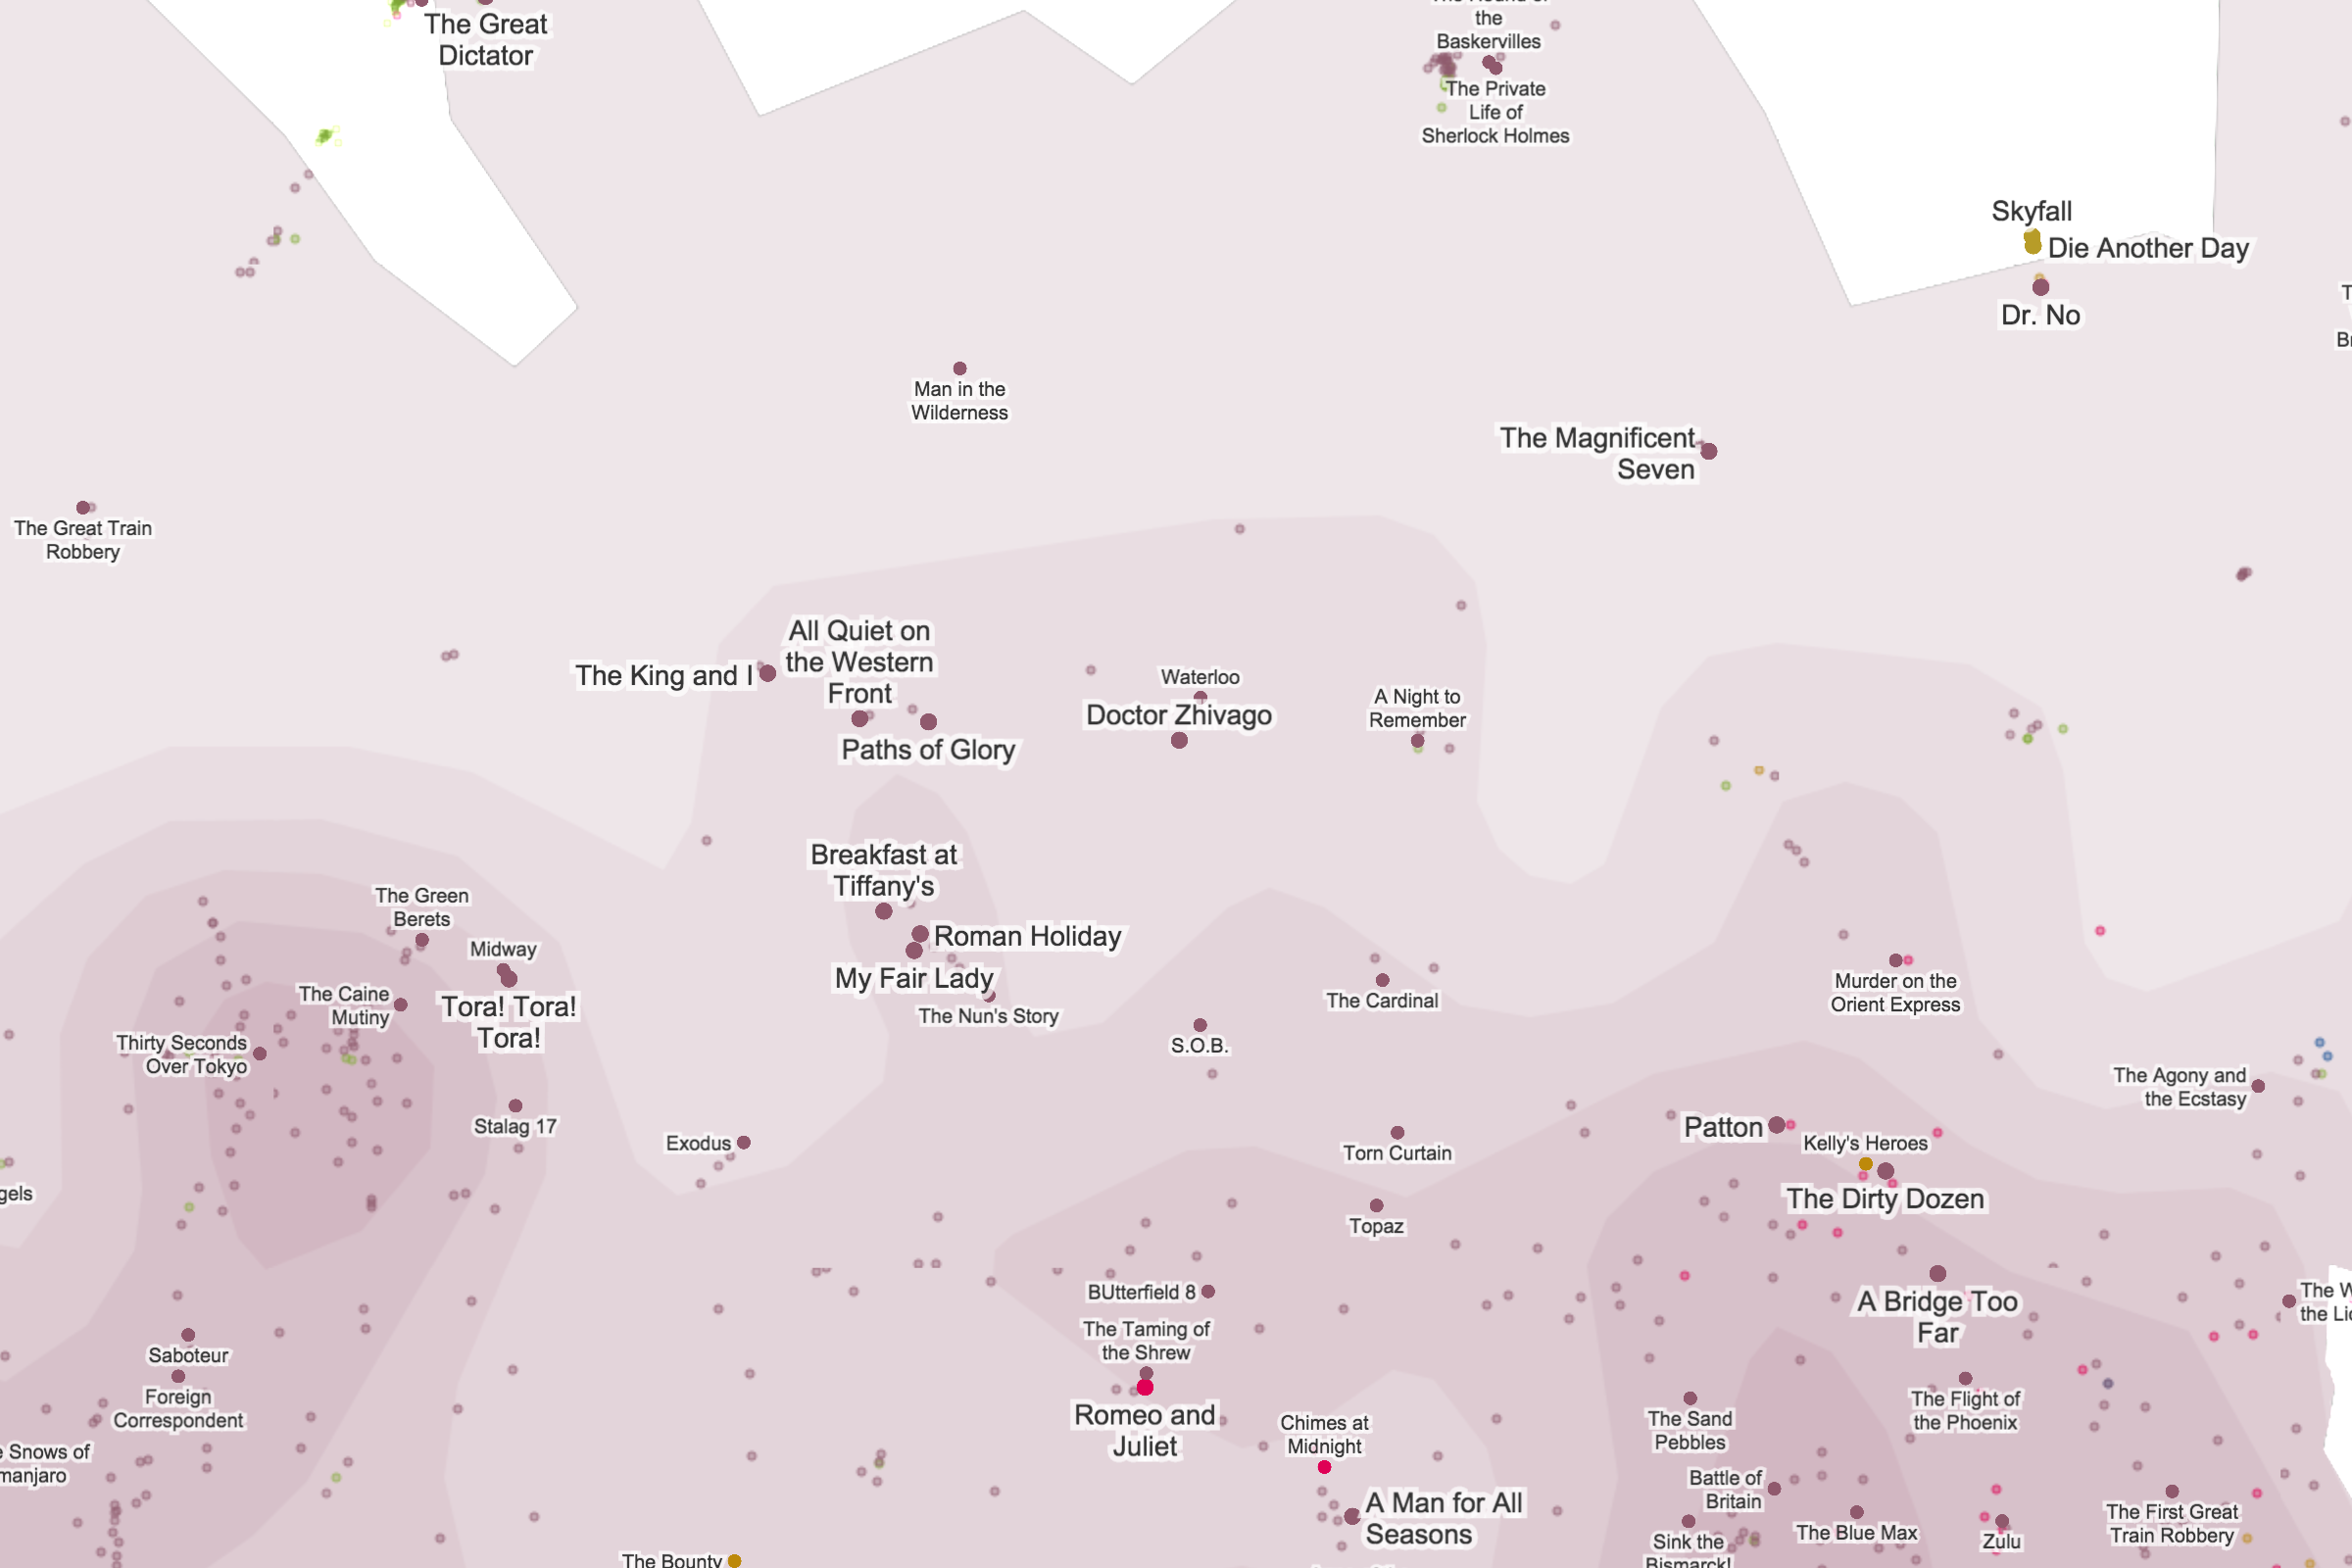 The Great
Dictator
the
Baskervilles
The Private
Life of
Sherlock Holmes
Skyfall
Die Another Day
Dr. No
Man in the
Wilderness
The Magnificent
Seven
The Great Train
Robbery
All Quiet on
the Western
Front
The King and I
Paths of Glory
Waterloo
Doctor Zhivago
A Night to
Remember
Breakfast at
Tiffany's
Roman Holiday
My Fair Lady
The Nun's Story
The Green
Berets
Midway
Tora! Tora!
Tora!
The Caine
Mutiny
Thirty Seconds
Over Tokyo
Stalag 17
The Cardinal
S.O.B.
Murder on the
Orient Express
The Agony and
the Ecstasy
Exodus
Torn Curtain
Patton
Kelly's Heroes
The Dirty Dozen
gels
Topaz
BUtterfield 8
The Taming of
the Shrew
Romeo and
Juliet
A Bridge Too
Far
The W
the Li
Saboteur
Foreign
Correspondent
Snows of
manjaro
Chimes at
Midnight
A Man for All
Seasons
The Sand
Pebbles
The Flight of
the Phoenix
Battle of
Britain
Sink the
Bismarck!
The Blue Max
Zulu
The First Great
Train Robbery
The Bounty